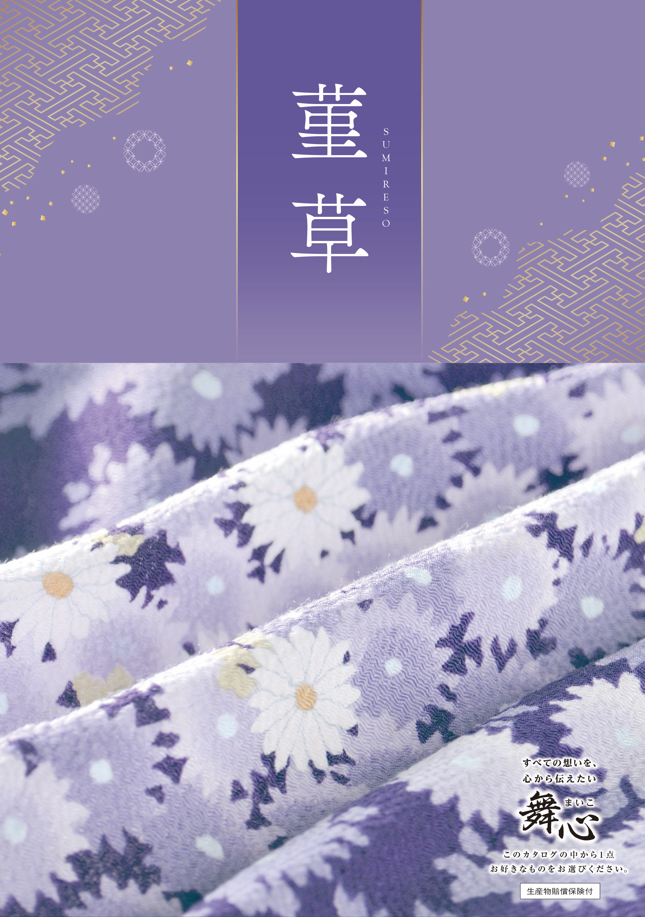 菫草
SUMIRESO
すべての想いを、
心から伝えたい
舞心
まいこ
このカタログの中から1点
お好きなものをお選びください。
生産物賠償保険付